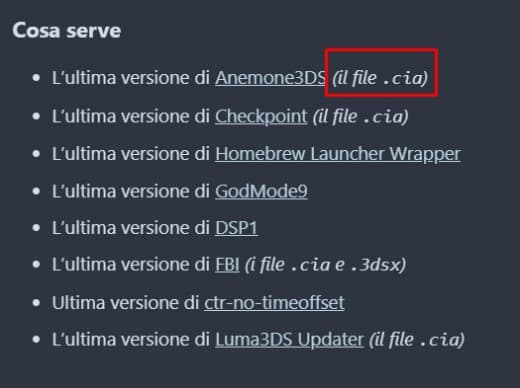 Cosa serve
L'ultima versione di Anemone3DS (il file .cia)
L'ultima versione di Checkpoint (il file .cia)
L'ultima versione di Homebrew Launcher Wrapper
L'ultima versione di GodMode9
L'ultima versione di DSP1
L'ultima versione di FBI (i file .cia e .3dsx)
Ultima versione di ctr-no-timeoffset
L'ultima versione di Luma3DS Updater (il file .cia)